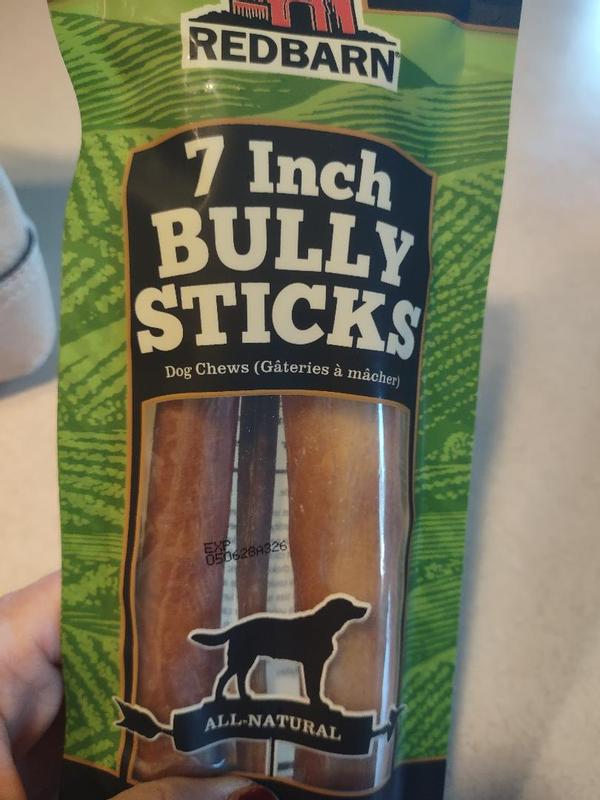 REDBARN®
7 Inch
BULLY
STICKS
Dog Chews (Gâteries à mâcher)
EXP
050628A326
ALL-NATURAL